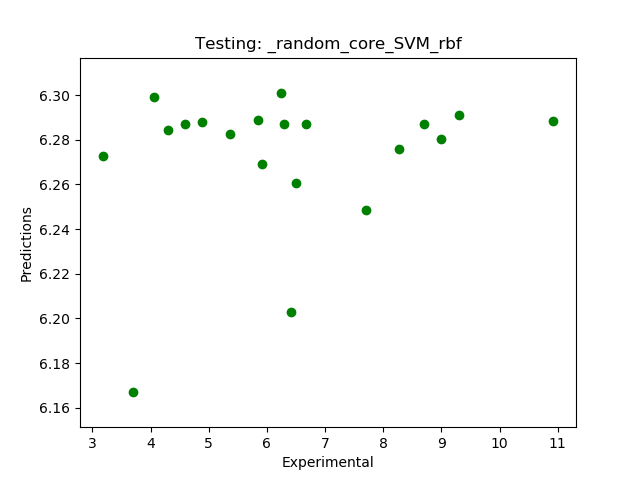 Testing: _random_core_SVM_rbf
6.30
6.28
6.26
6.24
6.22
6.20
6.18
6.16
Predictions
3 4 5 6 7 8 9 10 11
Experimental